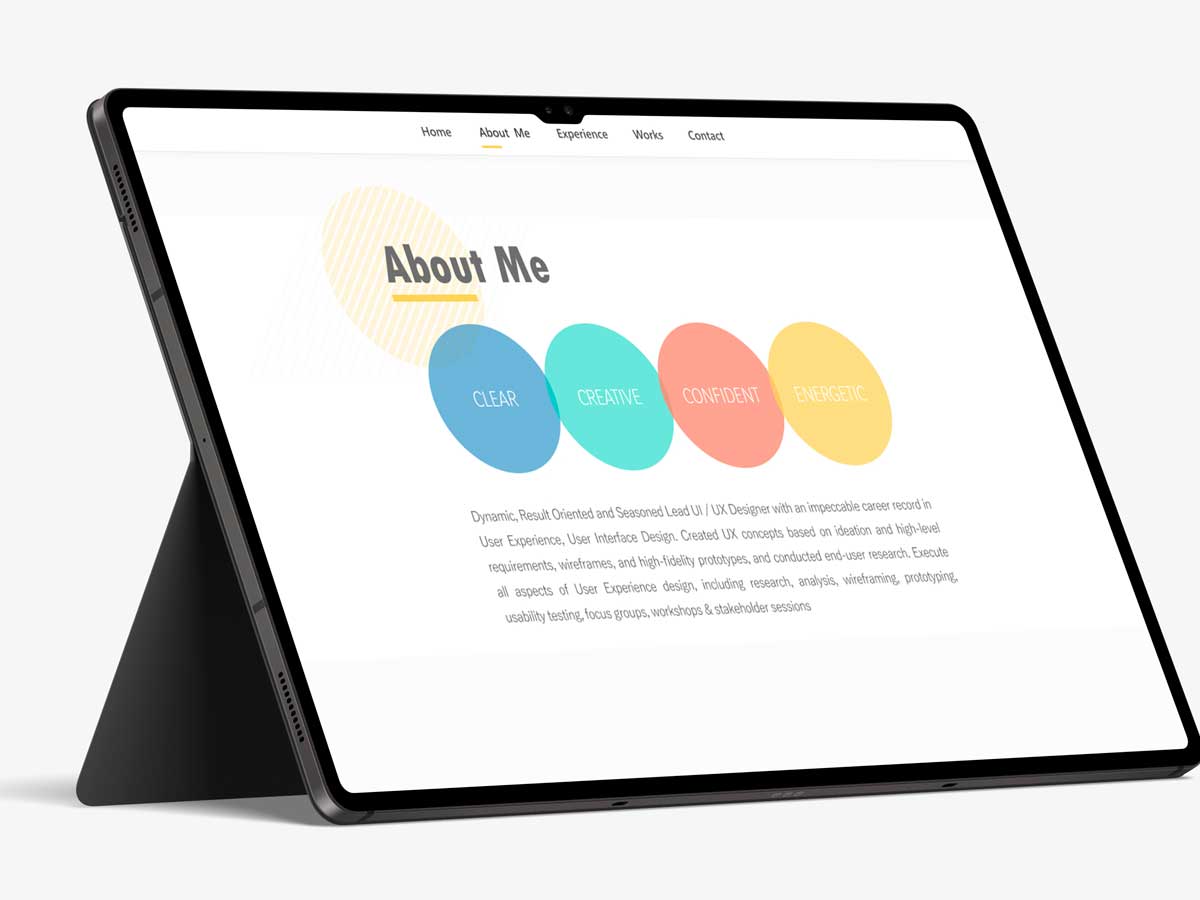 Home About Me Experience Works Contact
About Me
CLEAR CREATIVE CONFIDENT ENERGETIC
Dynamic, Result Oriented and Seasoned Lead UI / UX Designer with an impeccable career record in
User Experience, User Interface Design. Created UX concepts based on ideation and high-level
requirements, wireframes, and high-fidelity prototypes, and conducted end-user research. Execute
all aspects of User Experience design, including research, analysis, wireframing, prototyping,
usability testing, focus groups, workshops & stakeholder sessions